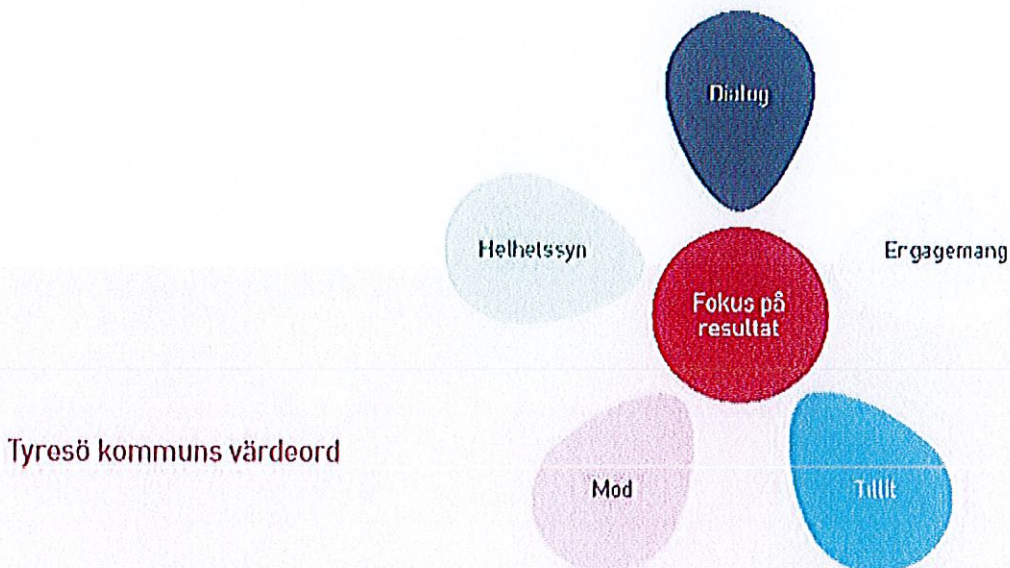 Dialog
Helhetssyn
Engagemang
Fokus på
resultat
Tyresö kommuns värdeord
Mod
Tillit